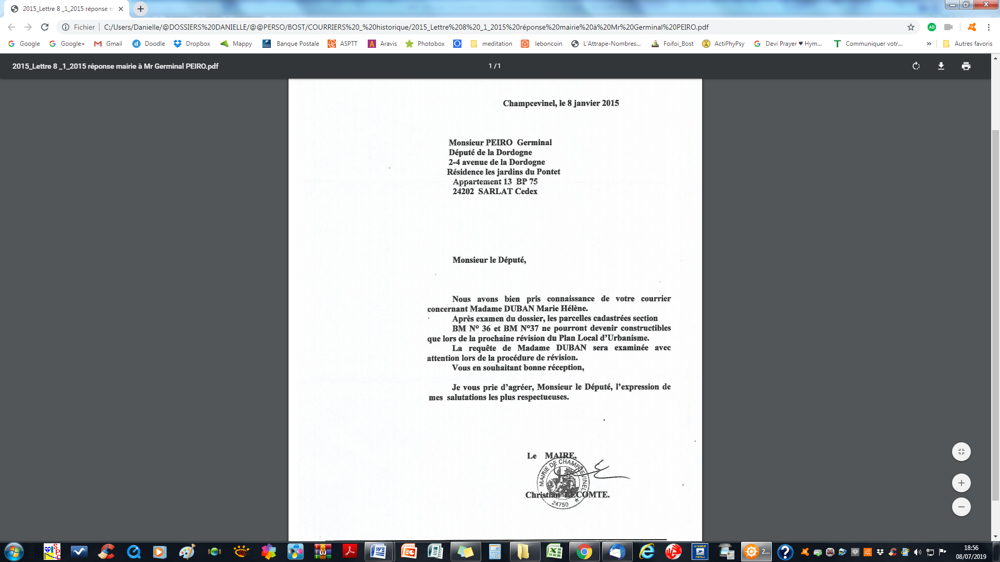 2015_Lettre 8 _1_2015 réponse m
Fichier
C:/Users/Danielle/@DOSSIERS%20DANIELLE/@@PERSO/BOST/COURRIERS%20_%20historique/2015_Lettre%208%20_1_2015%20réponse%20mairie%20à%20Mr%20Germinal%20PEIRO.pdf
Google Google+ Gmail Doodle Dropbox Mappy Banque Postale ASPTT Aravis Photobox meditation leboncoin L'Attrape-Nombres... Foifoi_Bost ActiPhyPsy Devi Prayer ♥ Hym... Communiquer votr... » Autres favoris
2015_Lettre 8 _1_2015 réponse mairie à Mr Germinal PEIRO.pdf
1 / 1
Champcevinel, le 8 janvier 2015
Monsieur PEIRO Germinal
Député de la Dordogne
2-4 avenue de la Dordogne
Résidence les jardins du Pontet
Appartement 13 BP 75
24202 SARLAT Cedex
Monsieur le Député,
Nous avons bien pris connaissance de votre courrier
concernant Madame DUBAN Marie Hélène.
Après examen du dossier, les parcelles cadastrées section
BM N° 36 et BM N°37 ne pourront devenir constructibles
que lors de la prochaine révision du Plan Local d'Urbanisme.
La requête de Madame DUBAN sera examinée avec
attention lors de la procédure de révision.
Vous en souhaitant bonne réception,
Je vous prie d'agréer, Monsieur le Député, l'expression de
mes salutations les plus respectueuses.
Le MAIRE,
MAIRIE DE CHAMPCEVINEL
Christian LECOMTE.
24750
2...
18:56
08/07/2019